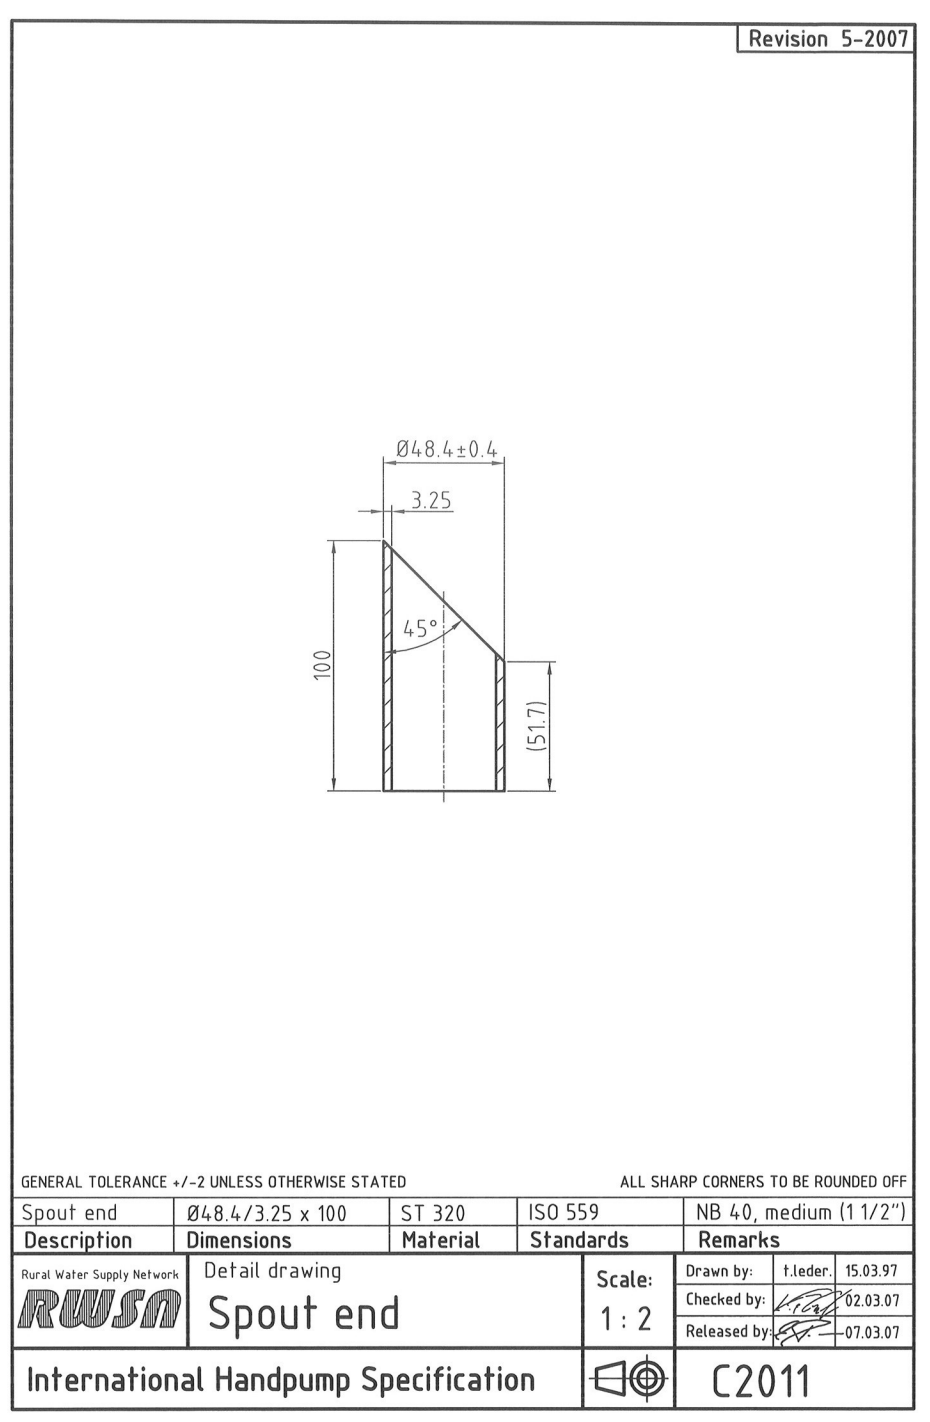 Revision 5-2007
Ø48.4±0.4
3.25
45°
100
(51.7)
GENERAL TOLERANCE +/-2 UNLESS OTHERWISE STATED
ALL SHARP CORNERS TO BE ROUNDED OFF
Spout end Ø48.4/3.25 x 100 ST 320 ISO 559 NB 40, medium (1 1/2")
Description Dimensions Material Standards Remarks
Rural Water Supply Network
RWSN
Detail drawing
Spout end
Scale:
1 : 2
Drawn by: t.leder. 15.03.97
Checked by: 02.03.07
Released by: 07.03.07
International Handpump Specification
C2011